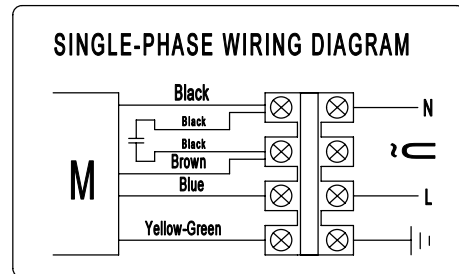 SINGLE-PHASE WIRING DIAGRAM
Black
Black
N
Black
Brown
~
M
Blue
L
Yellow-Green